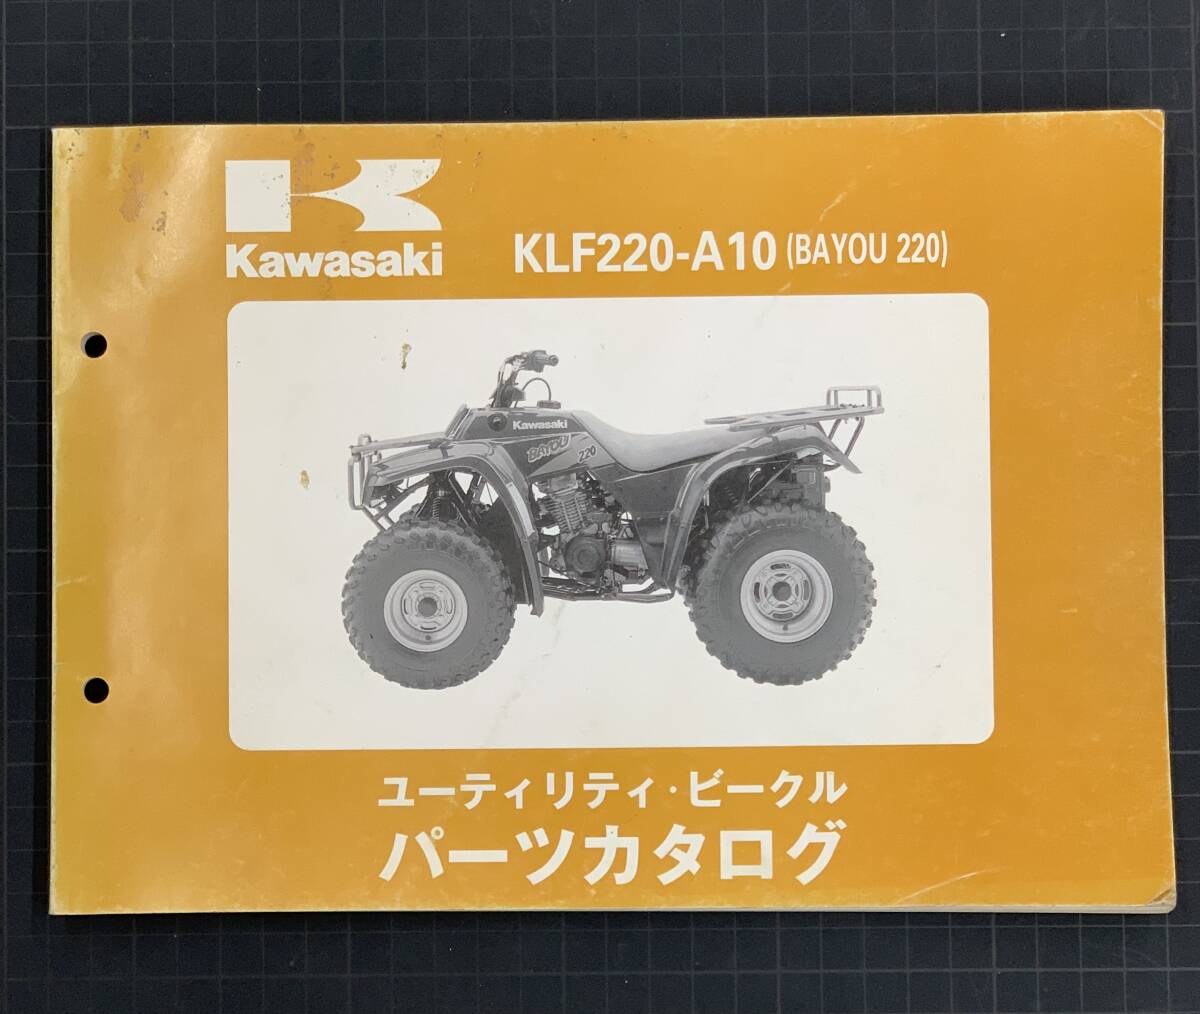 Kawasaki
KLF220-A10 (BAYOU 220)
Kawasaki
BAYOU 220
ユーティリティ・ビークル
パーツカタログ